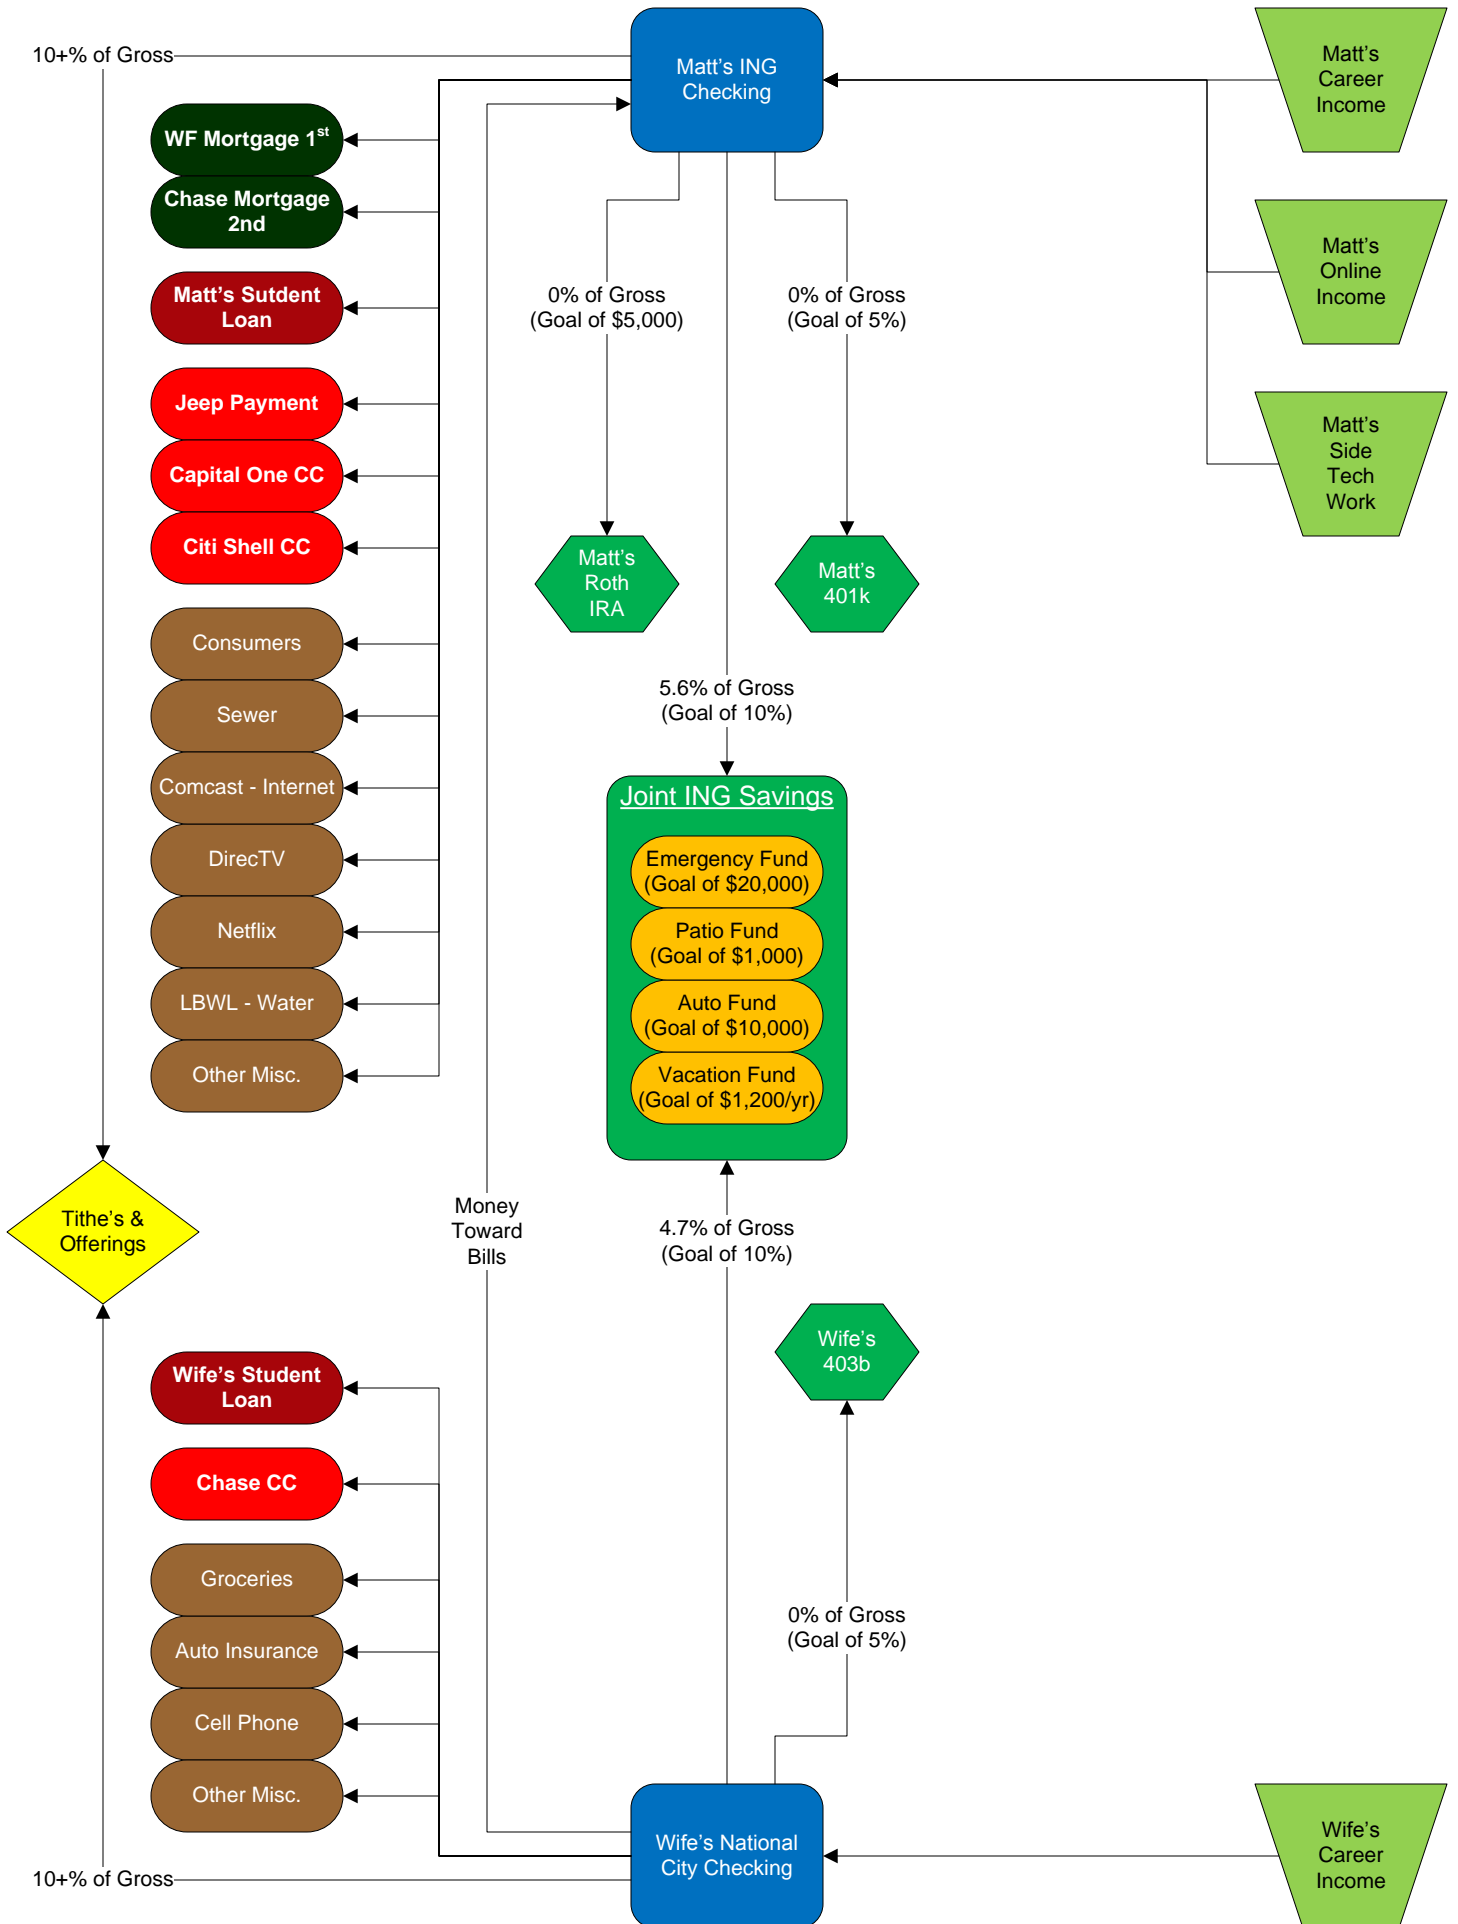 10+% of Gross
Matt's ING
Checking
Matt's
Career
Income
WF Mortgage 1st
Chase Mortgage
2nd
Matt's
Online
Income
Matt's Sutdent
Loan
0% of Gross
(Goal of $5,000)
0% of Gross
(Goal of 5%)
Jeep Payment
Capital One CC
Citi Shell CC
Matt's
Side
Tech
Work
Matt's
Roth
IRA
Matt's
401k
Consumers
Sewer
Comcast - Internet
DirecTV
Netflix
LBWL - Water
Other Misc.
5.6% of Gross
(Goal of 10%)
Joint ING Savings
Emergency Fund
(Goal of $20,000)
Patio Fund
(Goal of $1,000)
Auto Fund
(Goal of $10,000)
Vacation Fund
(Goal of $1,200/yr)
Tithe's &
Offerings
Money
Toward
Bills
4.7% of Gross
(Goal of 10%)
Wife's
403b
Wife's Student
Loan
Chase CC
Groceries
Auto Insurance
Cell Phone
Other Misc.
0% of Gross
(Goal of 5%)
10+% of Gross
Wife's National
City Checking
Wife's
Career
Income